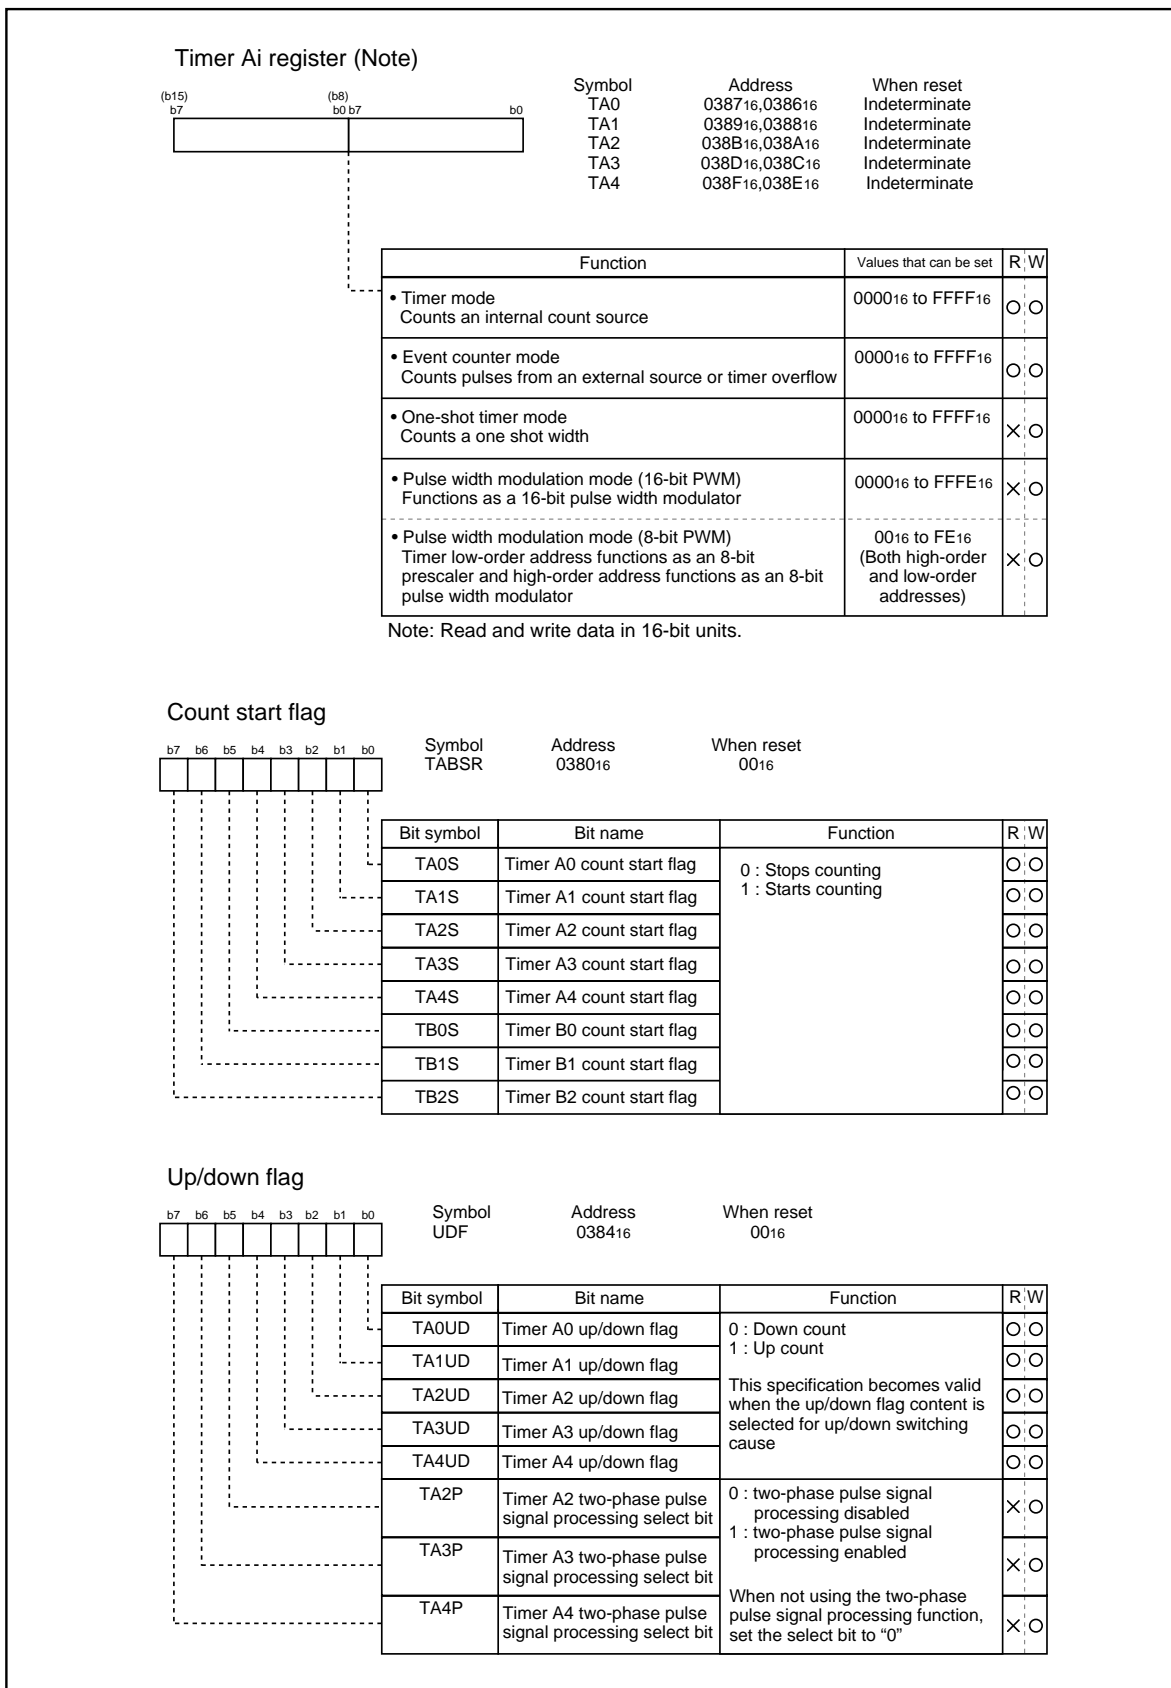 Timer Ai register (Note)
Symbol Address When reset
TA0 038716,038616 Indeterminate
TA1 038916,038816 Indeterminate
TA2 038B16,038A16 Indeterminate
TA3 038D16,038C16 Indeterminate
TA4 038F16,038E16 Indeterminate
(b15) (b8)
b7 b0 b7 b0
Function Values that can be set R W
• Timer mode 000016 to FFFF16
Counts an internal count source
• Event counter mode 000016 to FFFF16
Counts pulses from an external source or timer overflow
• One-shot timer mode 000016 to FFFF16
Counts a one shot width
• Pulse width modulation mode (16-bit PWM) 000016 to FFFE16
Functions as a 16-bit pulse width modulator
• Pulse width modulation mode (8-bit PWM) 0016 to FE16
Timer low-order address functions as an 8-bit (Both high-order
prescaler and high-order address functions as an 8-bit and low-order
pulse width modulator addresses)
Note: Read and write data in 16-bit units.
Count start flag
b7 b6 b5 b4 b3 b2 b1 b0
Symbol Address When reset
TABSR 038016 0016
Bit symbol Bit name Function R W
TA0S Timer A0 count start flag 0 : Stops counting
TA1S Timer A1 count start flag 1 : Starts counting
TA2S Timer A2 count start flag
TA3S Timer A3 count start flag
TA4S Timer A4 count start flag
TB0S Timer B0 count start flag
TB1S Timer B1 count start flag
TB2S Timer B2 count start flag
Up/down flag
b7 b6 b5 b4 b3 b2 b1 b0
Symbol Address When reset
UDF 038416 0016
Bit symbol Bit name Function R W
TA0UD Timer A0 up/down flag 0 : Down count
1 : Up count
TA1UD Timer A1 up/down flag
This specification becomes valid
TA2UD Timer A2 up/down flag when the up/down flag content is
TA3UD Timer A3 up/down flag selected for up/down switching
cause
TA4UD Timer A4 up/down flag
TA2P Timer A2 two-phase pulse 0 : two-phase pulse signal
signal processing select bit processing disabled
1 : two-phase pulse signal
TA3P Timer A3 two-phase pulse processing enabled
signal processing select bit
When not using the two-phase
TA4P Timer A4 two-phase pulse pulse signal processing function,
signal processing select bit set the select bit to “0”